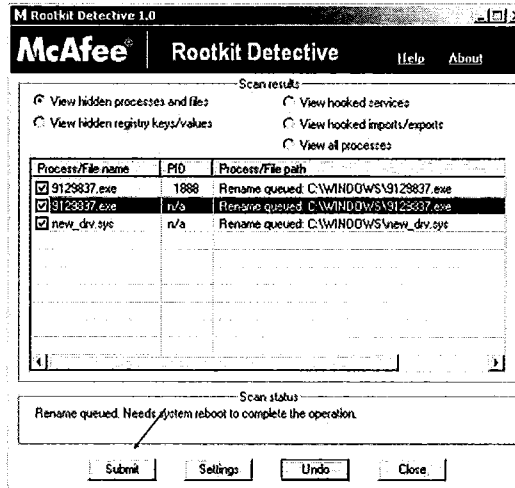 M Rootkit Detective 1.0
McAfee® Rootkit Detective Help About
Scan results
View hidden processes and files View hooked services
View hidden registry keys/values View hooked imports/exports
View all processes
Process/File name PID Process/File path
9129837.exe 1888 Rename queued: C:\WINDOWS\9129837.exe
9129837.exe n/a Rename queued: C:\WINDOWS\9129837.exe
new_drv.sys n/a Rename queued: C:\WINDOWS\new_drv.sys
Scan status
Rename queued. Needs system reboot to complete the operation.
Submit Settings Undo Close